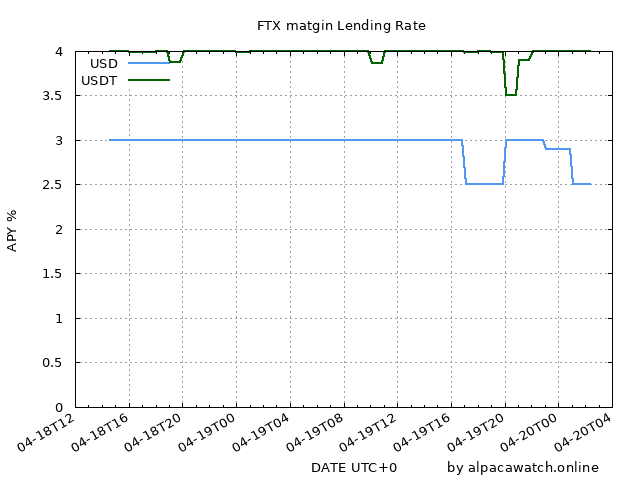 FTX matgin Lending Rate
USD
USDT
APY %
4
3.5
3
2.5
2
1.5
1
0.5
0
04-18T12
04-18T16
04-18T20
04-19T00
04-19T04
04-19T08
04-19T12
04-19T16
04-19T20
04-20T00
04-20T04
DATE UTC+0
by alpacawatch.online